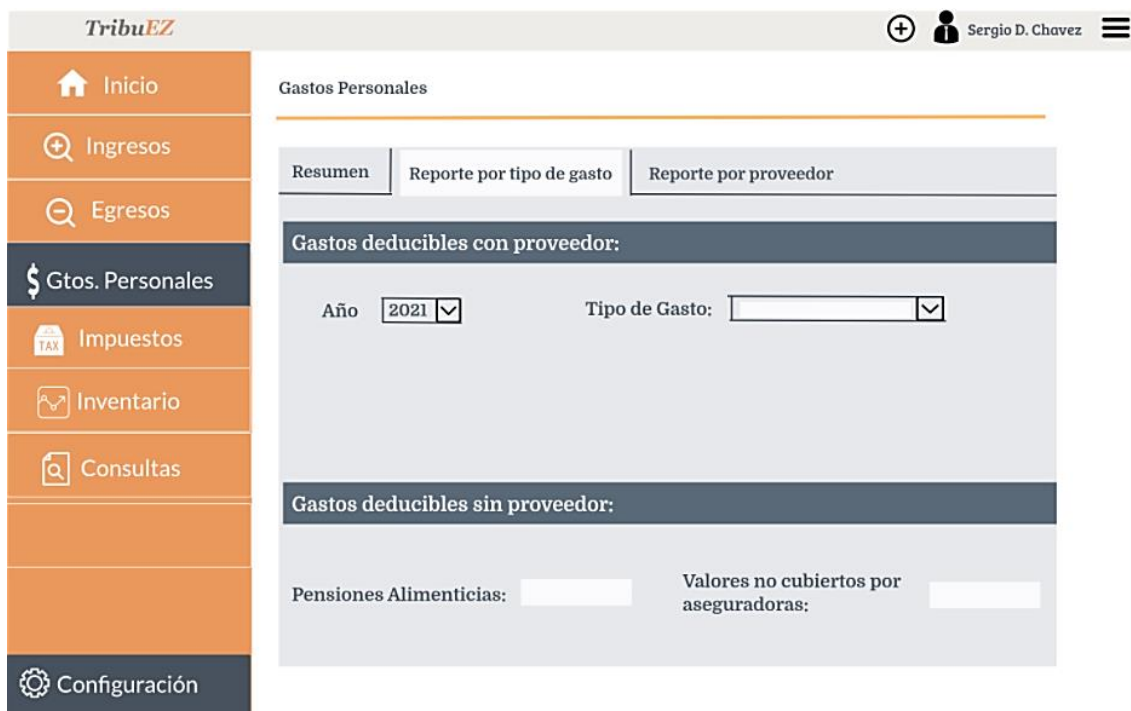 TribuEZ
Sergio D. Chavez
Inicio
Ingresos
Egresos
$ Gtos. Personales
TAX
Impuestos
Inventario
Consultas
Configuración
Gastos Personales
Resumen
Reporte por tipo de gasto
Reporte por proveedor
Gastos deducibles con proveedor:
Año 2021
Tipo de Gasto:
Gastos deducibles sin proveedor:
Pensiones Alimenticias:
Valores no cubiertos por
aseguradoras: